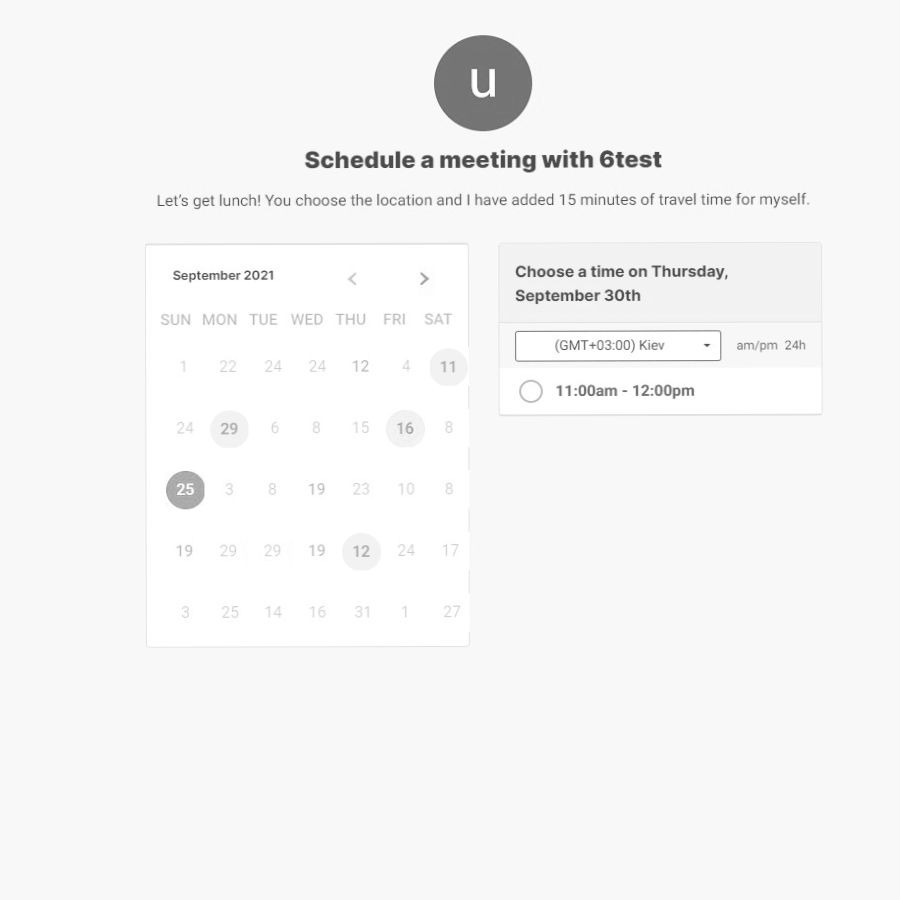 u
Schedule a meeting with 6test
Let's get lunch! You choose the location and I have added 15 minutes of travel time for myself.
September 2021 < >
SUN MON TUE WED THU FRI SAT
1 22 24 24 12 4 11
24 29 6 8 15 16 8
25 3 8 19 23 10 8
19 29 29 19 12 24 17
3 25 14 16 31 1 27
Choose a time on Thursday,
September 30th
(GMT+03:00) Kiev am/pm 24h
11:00am - 12:00pm